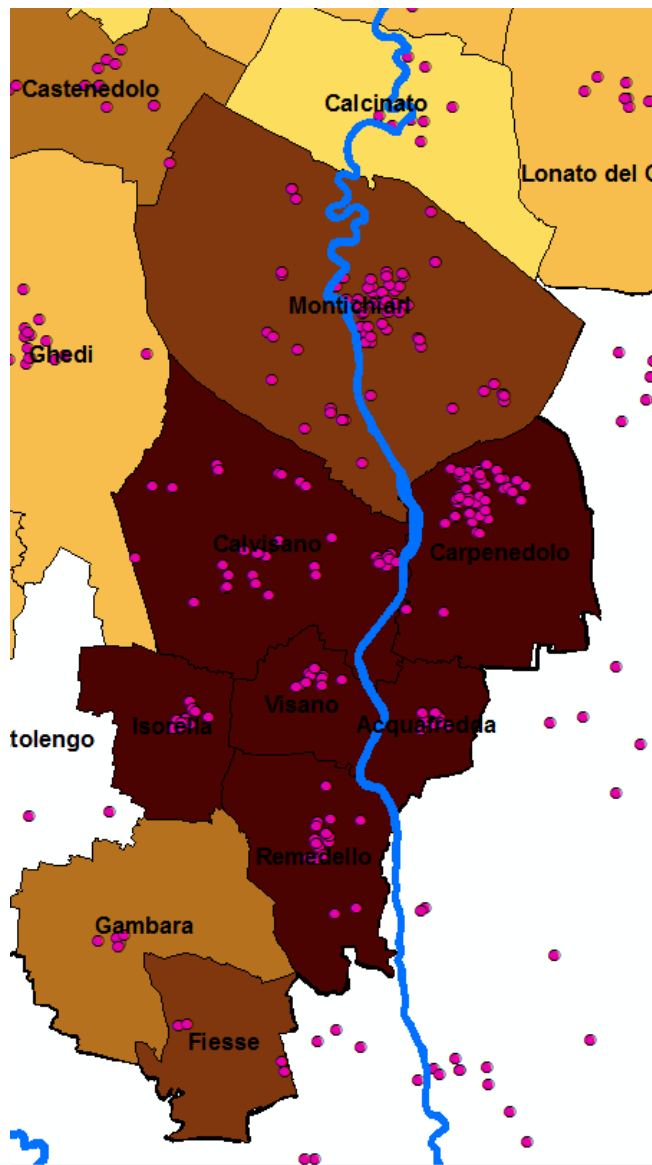 Castenedolo
Calcinato
Lonato del
Montichiari
Ghedi
Calvisano
Carpenedolo
Visano
Isorella
Acquafredda
tolengo
Remedello
Gambara
Fiesse